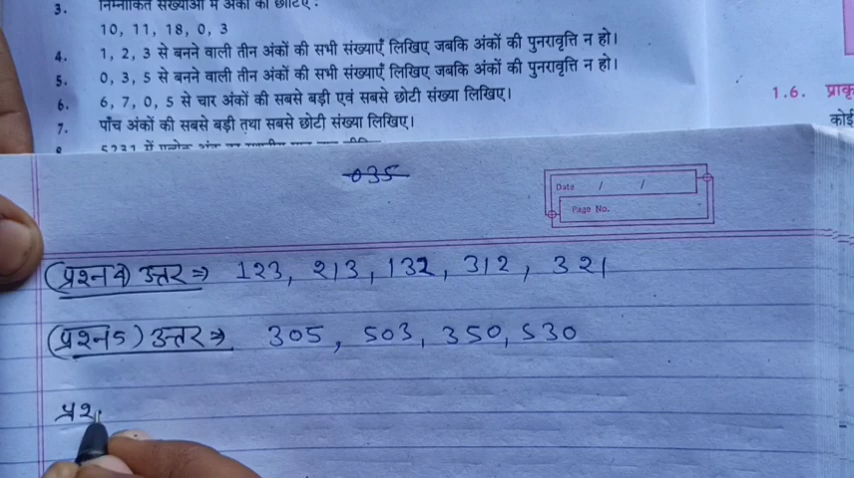 3. निम्नांकित संख्याओं में अंकों को छाँटिए :
10, 11, 18, 0, 3
4. 1, 2, 3 से बनने वाली तीन अंकों की सभी संख्याएँ लिखिए जबकि अंकों की पुनरावृत्ति न हो।
5. 0, 3, 5 से बनने वाली तीन अंकों की सभी संख्याएँ लिखिए जबकि अंकों की पुनरावृत्ति न हो।
6. 6, 7, 0, 5 से चार अंकों की सबसे बड़ी एवं सबसे छोटी संख्या लिखिए।
7. पाँच अंकों की सबसे बड़ी तथा सबसे छोटी संख्या लिखिए।
1.6. प्राकृ
कोई
5231 में प्रत्येक अंक का
035
Date / /
Page No.
(प्रश्न4) उत्तर ⇒ 123, 213, 132, 312, 321
(प्रश्न5) उत्तर ⇒ 305, 503, 350, 530
प्रश्